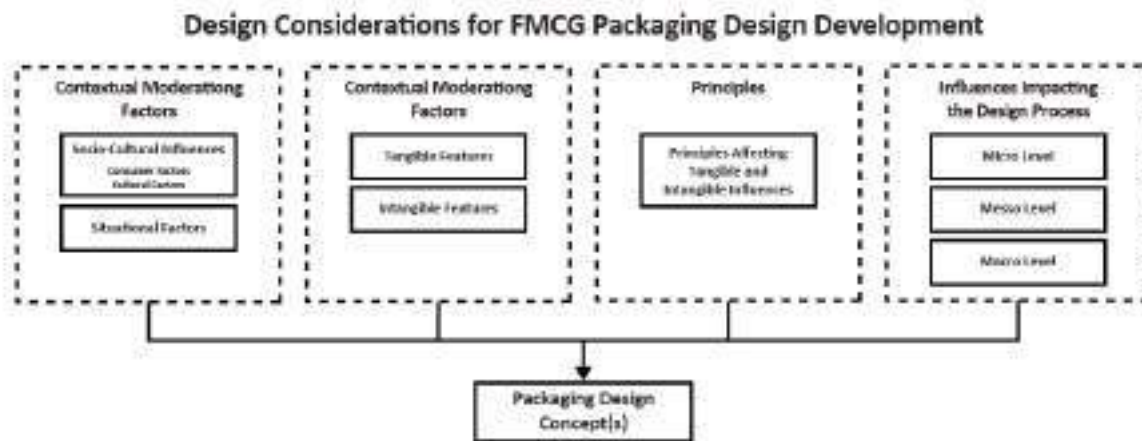 Design Considerations for FMCG Packaging Design Development
Contextual Moderationg
Factors
Socio-Cultural Influences
Consumer Factors
Cultural Factors
Situational Factors
Contextual Moderationg
Factors
Tangible Features
Intangible Features
Principles
Principles Affecting
Tangible and
Intangible Influences
Influences Impacting
the Design Process
Micro Level
Messo Level
Macro Level
Packaging Design
Concept(s)